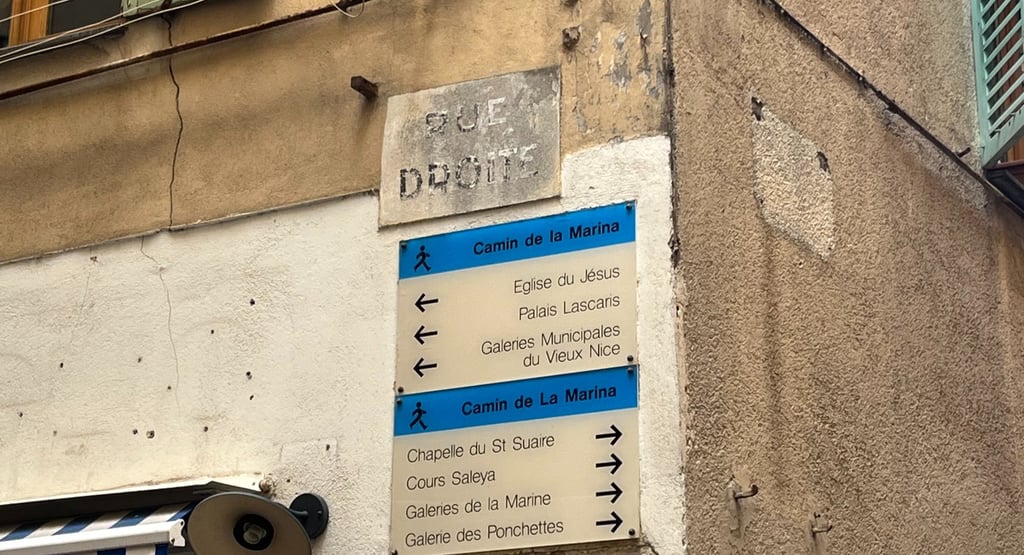 RUE
DROITE
Camin de la Marina
Eglise du Jésus
Palais Lascaris
Galeries Municipales
du Vieux Nice
Camin de La Marina
Chapelle du St Suaire
Cours Saleya
Galeries de la Marine
Galerie des Ponchettes